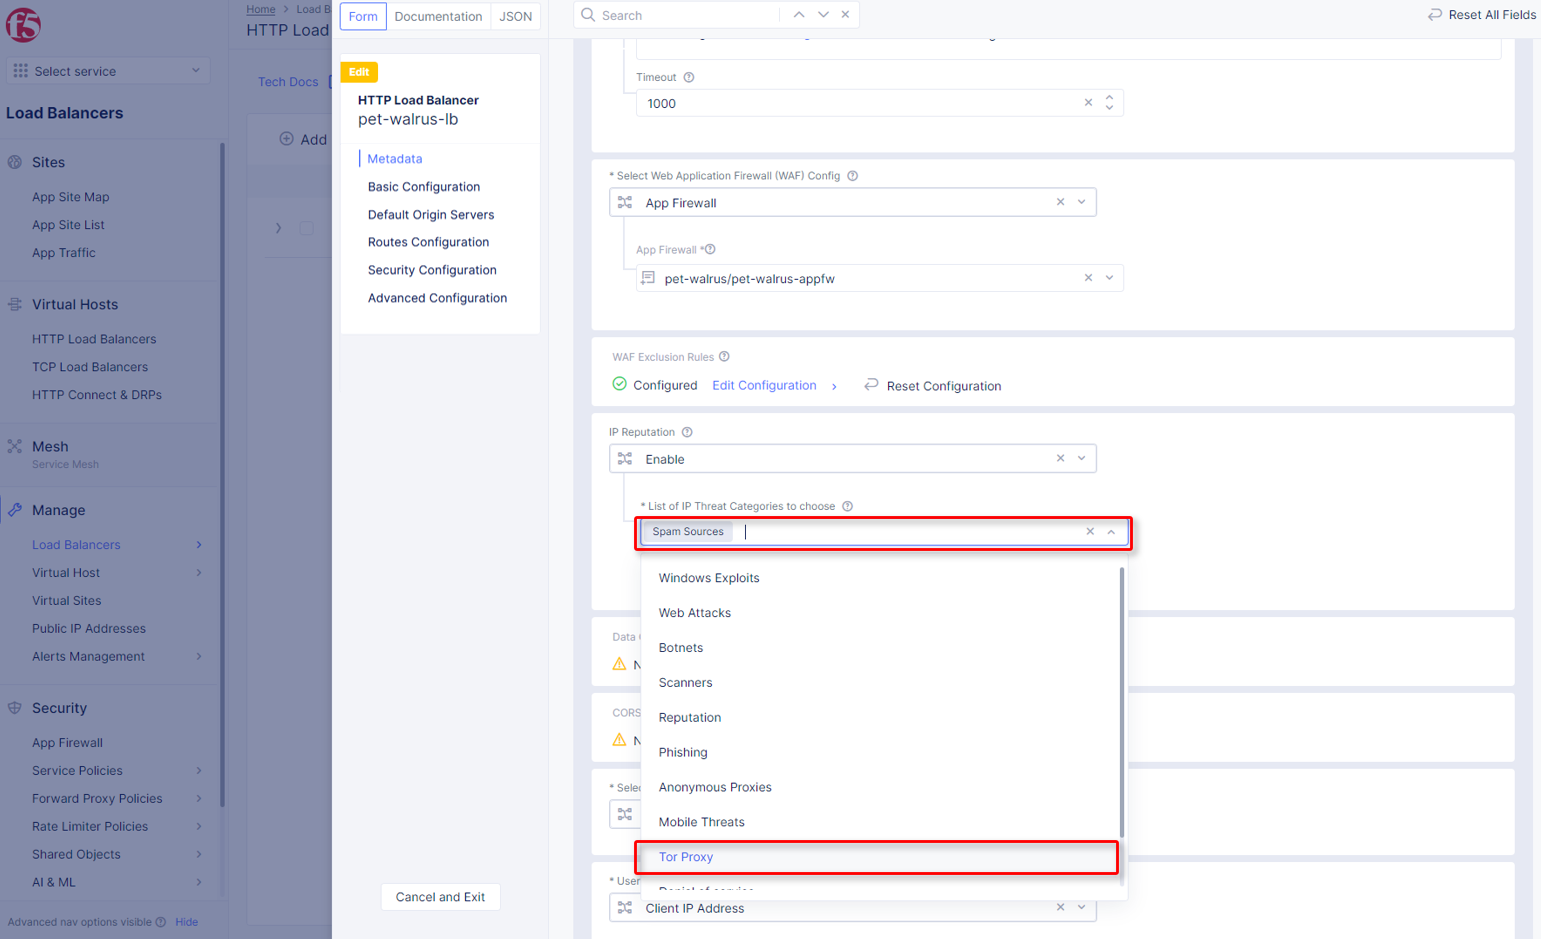 f5
Select service
Load Balancers
Sites
App Site Map
App Site List
App Traffic
Virtual Hosts
HTTP Load Balancers
TCP Load Balancers
HTTP Connect & DRPs
Mesh
Service Mesh
Manage
Load Balancers
Virtual Host
Virtual Sites
Public IP Addresses
Alerts Management
Security
App Firewall
Service Policies
Forward Proxy Policies
Rate Limiter Policies
Shared Objects
AI & ML
Advanced nav options visible Hide
Home > Load B
HTTP Load
Tech Docs
Add
Form Documentation JSON
Edit
HTTP Load Balancer
pet-walrus-lb
Metadata
Basic Configuration
Default Origin Servers
Routes Configuration
Security Configuration
Advanced Configuration
Cancel and Exit
Search
Reset All Fields
Timeout
1000
* Select Web Application Firewall (WAF) Config
App Firewall
App Firewall *
pet-walrus/pet-walrus-appfw
WAF Exclusion Rules
Configured Edit Configuration > Reset Configuration
IP Reputation
Enable
* List of IP Threat Categories to choose
Spam Sources
Windows Exploits
Web Attacks
Botnets
Scanners
Reputation
Phishing
Anonymous Proxies
Mobile Threats
Tor Proxy
Denial of service
Data
N
CORS
N
* Selec
* User
Client IP Address